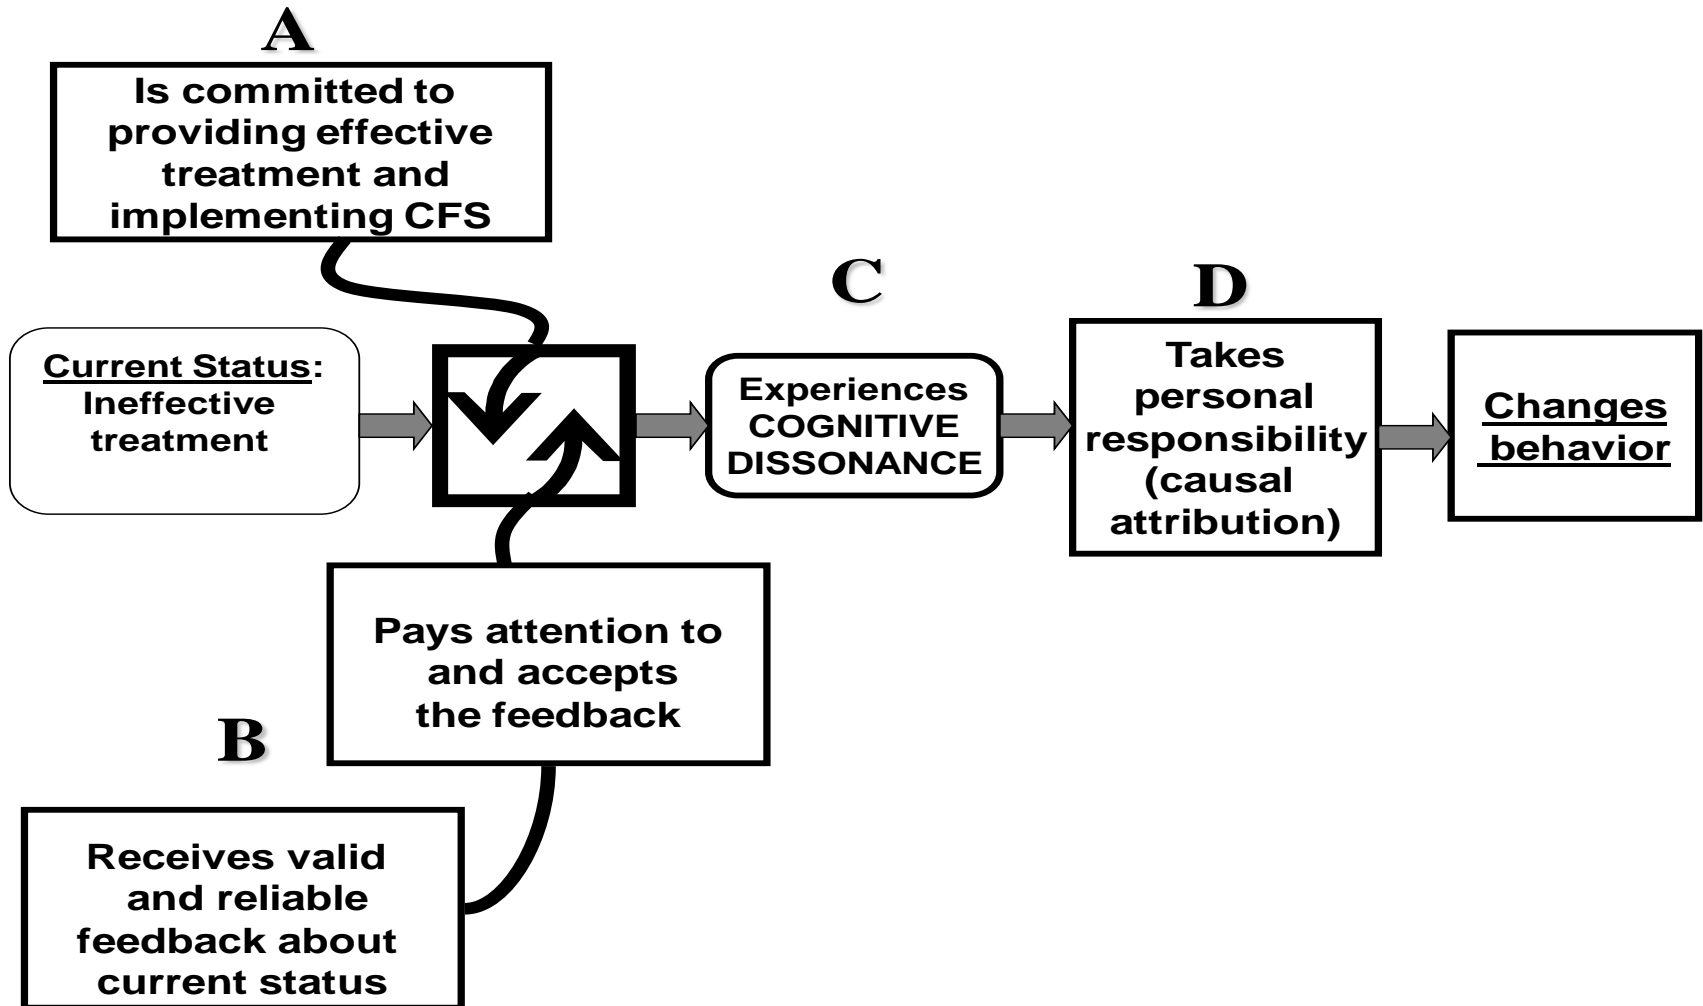 A
Is committed to
providing effective
treatment and
implementing CFS
Current Status:
Ineffective
treatment
C
Experiences
COGNITIVE
DISSONANCE
D
Takes
personal
responsibility
(causal
attribution)
Changes
behavior
Pays attention to
and accepts
the feedback
B
Receives valid
and reliable
feedback about
current status